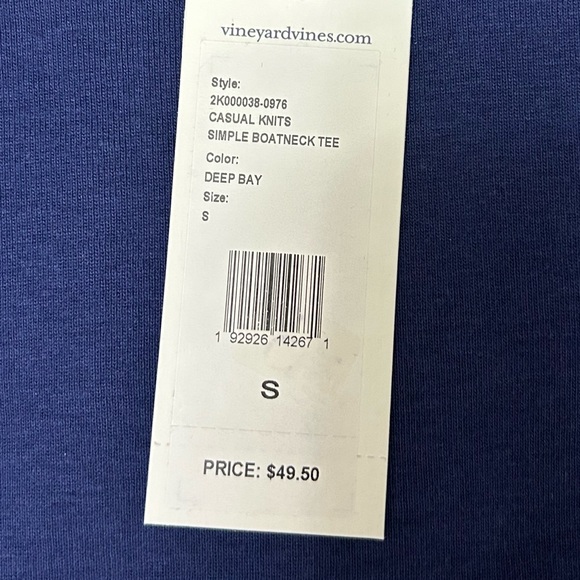 vineyardvines.com
Style:
2K000038-0976
CASUAL KNITS
SIMPLE BOATNECK TEE
Color:
DEEP BAY
Size:
S
1 92926 14267 1
S
PRICE: $49.50